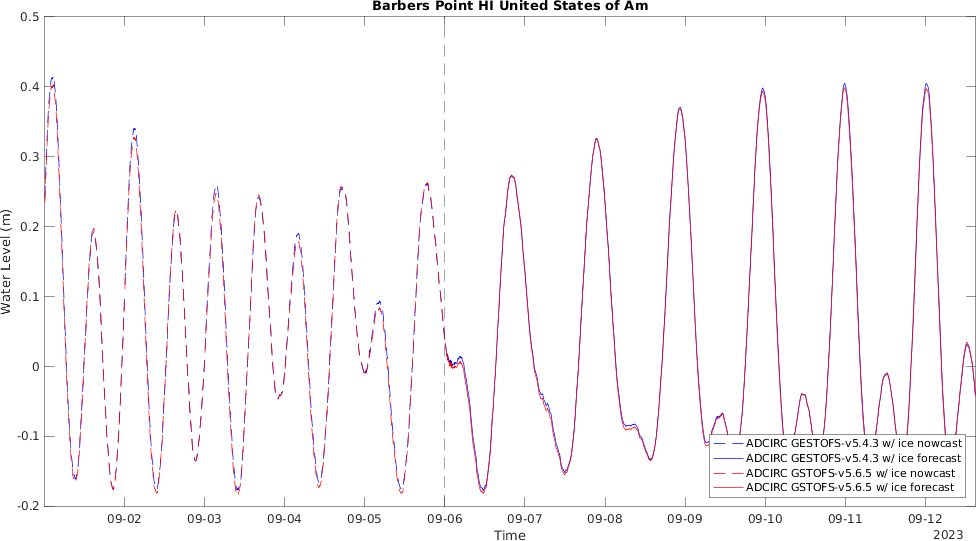 Barbers Point HI United States of Am
0.5
0.4
0.3
0.2
0.1
0
-0.1
-0.2
Water Level (m)
09-02 09-03 09-04 09-05 09-06 09-07 09-08 09-09 09-10 09-11 09-12
Time
2023
ADCIRC GESTOFS-v5.4.3 w/ ice nowcast
ADCIRC GESTOFS-v5.4.3 w/ ice forecast
ADCIRC GSTOFS-v5.6.5 w/ ice nowcast
ADCIRC GSTOFS-v5.6.5 w/ ice forecast